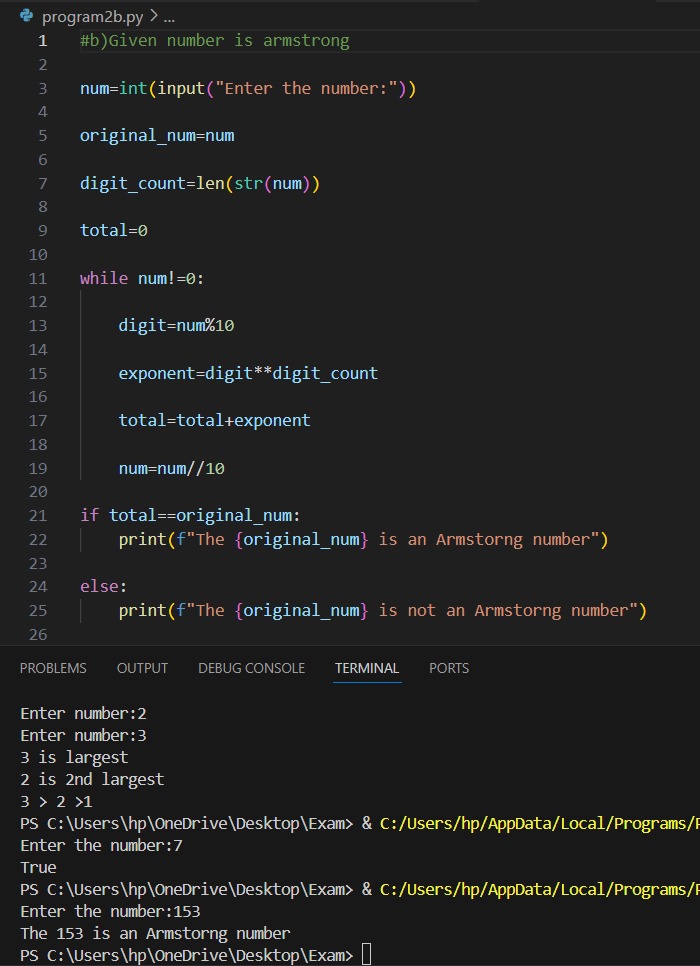 program2b.py > ...
1 #b)Given number is armstrong
2
3 num=int(input("Enter the number:"))
4
5 original_num=num
6
7 digit_count=len(str(num))
8
9 total=0
10
11 while num!=0:
12
13 digit=num%10
14
15 exponent=digit**digit_count
16
17 total=total+exponent
18
19 num=num//10
20
21 if total==original_num:
22 print(f"The {original_num} is an Armstorng number")
23
24 else:
25 print(f"The {original_num} is not an Armstorng number")
26
PROBLEMS OUTPUT DEBUG CONSOLE TERMINAL PORTS
Enter number:2
Enter number:3
3 is largest
2 is 2nd largest
3 > 2 >1
PS C:\Users\hp\OneDrive\Desktop\Exam> & C:/Users/hp/AppData/Local/Programs/
Enter the number:7
True
PS C:\Users\hp\OneDrive\Desktop\Exam> & C:/Users/hp/AppData/Local/Programs/
Enter the number:153
The 153 is an Armstorng number
PS C:\Users\hp\OneDrive\Desktop\Exam>